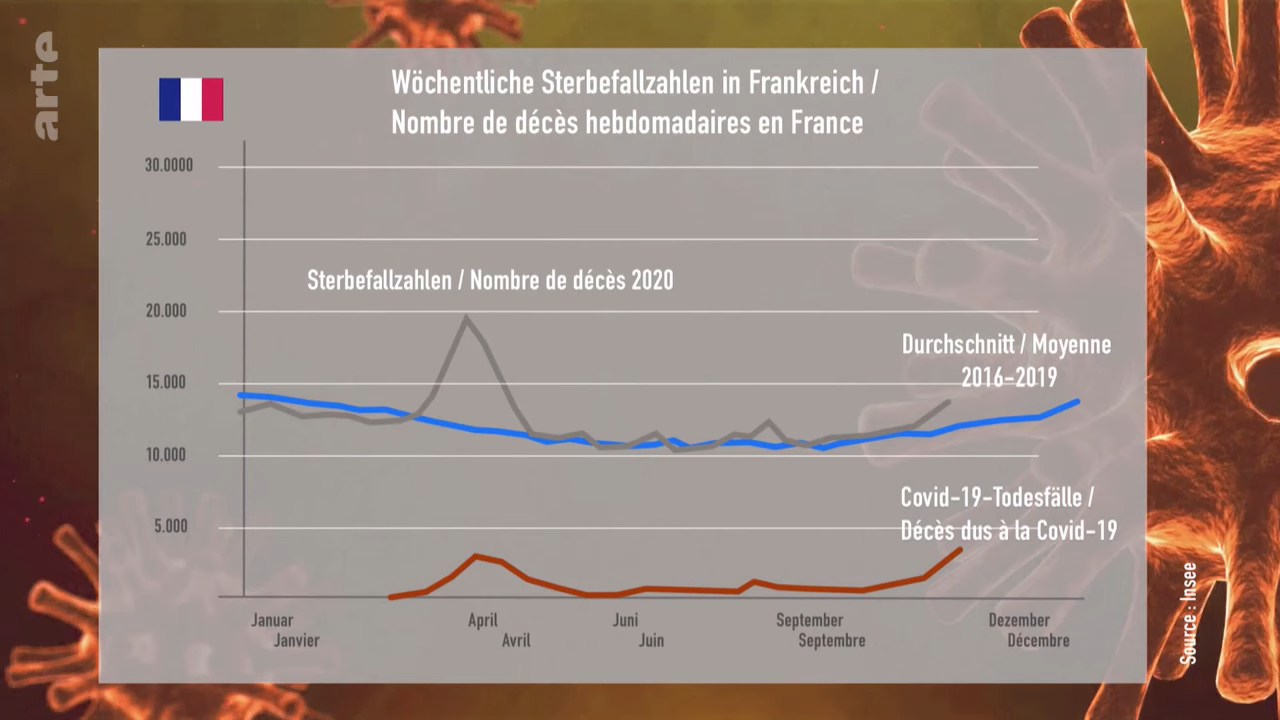 arte
Wöchentliche Sterbefallzahlen in Frankreich /
Nombre de décès hebdomadaires en France
30.0000
25.000
20.000
15.000
10.000
5.000
Sterbefallzahlen / Nombre de décès 2020
Durchschnitt / Moyenne
2016-2019
Covid-19-Todesfälle /
Décès dus à la Covid-19
Januar
Janvier
April
Avril
Juni
Juin
September
Septembre
Dezember
Décembre
Source : Insee